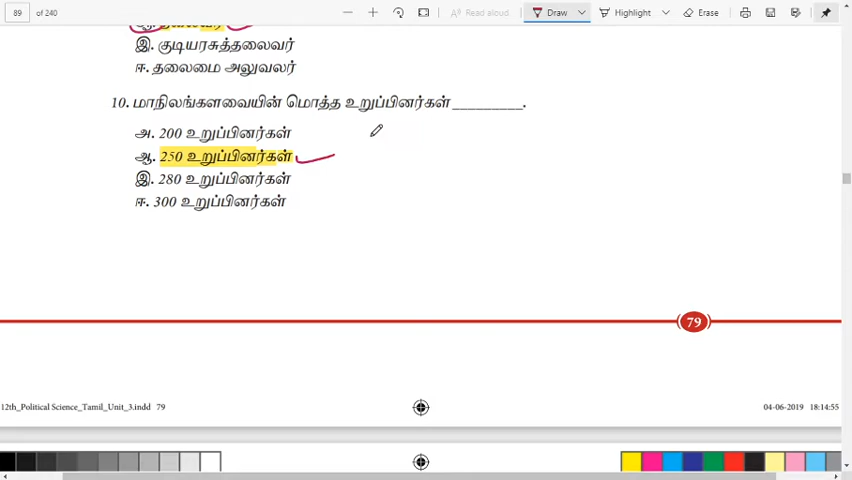 89 of 240
Read aloud Draw Highlight Erase
இ. குடியரசுத்தலைவர்
ஈ. தலைமை அலுவலர்
10. மாநிலங்களவையின் மொத்த உறுப்பினர்கள் _________.
அ. 200 உறுப்பினர்கள்
ஆ. 250 உறுப்பினர்கள்
இ. 280 உறுப்பினர்கள்
ஈ. 300 உறுப்பினர்கள்
79
12th_Political Science_Tamil_Unit_3.indd 79 04-06-2019 18:14:55